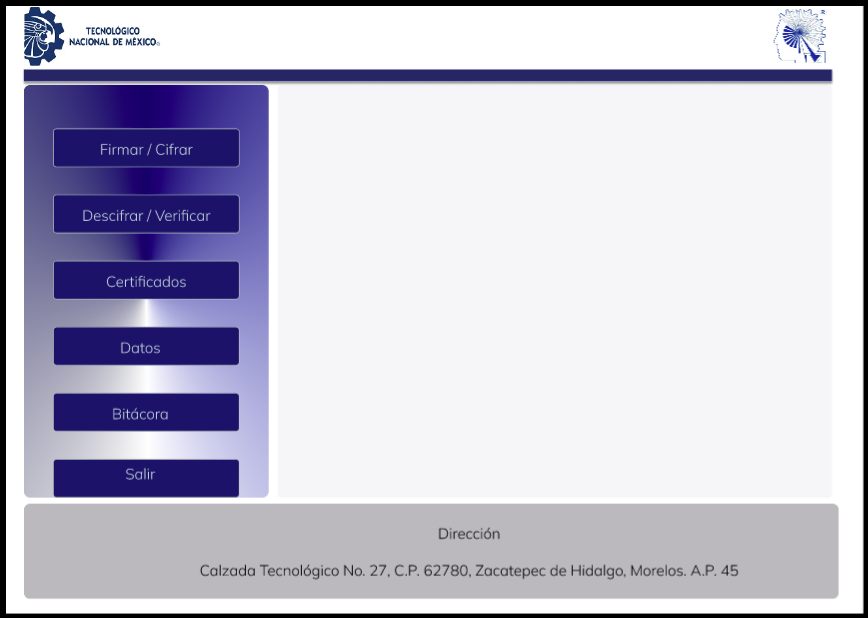 TECNOLÓGICO
NACIONAL DE MÉXICO®
®
Firmar / Cifrar
Descifrar / Verificar
Certificados
Datos
Bitácora
Salir
Dirección
Calzada Tecnológico No. 27, C.P. 62780, Zacatepec de Hidalgo, Morelos. A.P. 45